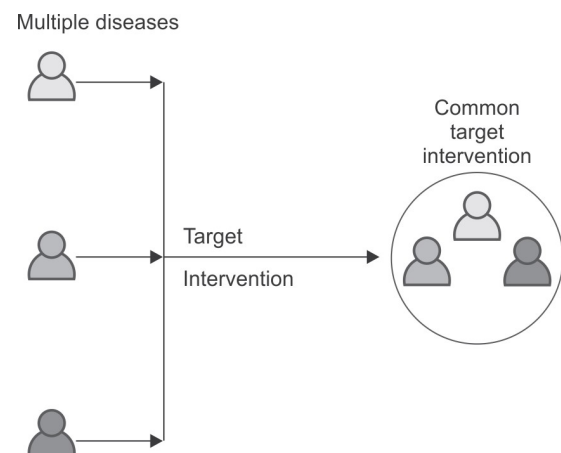 Multiple diseases
Common
target
intervention
Target
Intervention